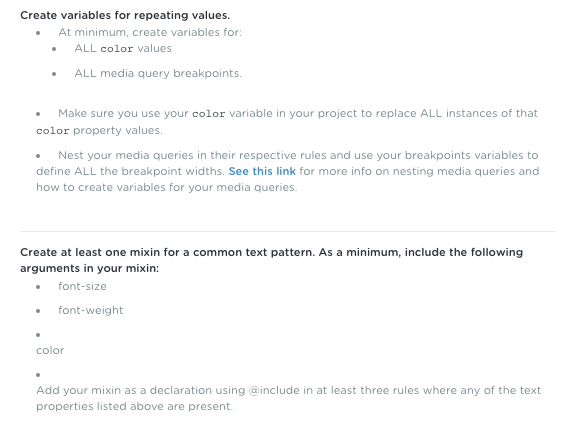 Create variables for repeating values.
• At minimum, create variables for:
• ALL color values
• ALL media query breakpoints.
• Make sure you use your color variable in your project to replace ALL instances of that
color property values.
• Nest your media queries in their respective rules and use your breakpoints variables to
define ALL the breakpoint widths. See this link for more info on nesting media queries and
how to create variables for your media queries.
Create at least one mixin for a common text pattern. As a minimum, include the following
arguments in your mixin:
• font-size
• font-weight
•
color
•
Add your mixin as a declaration using @include in at least three rules where any of the text
properties listed above are present.